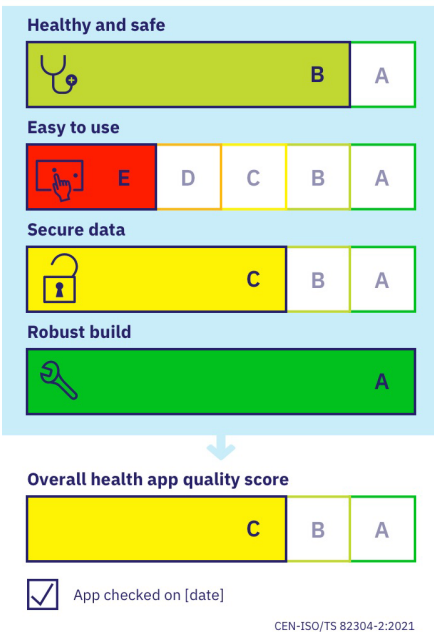 Healthy and safe
B A
Easy to use
E D C B A
Secure data
C B A
Robust build
A
Overall health app quality score
C B A
App checked on [date]
CEN-ISO/TS 82304-2:2021